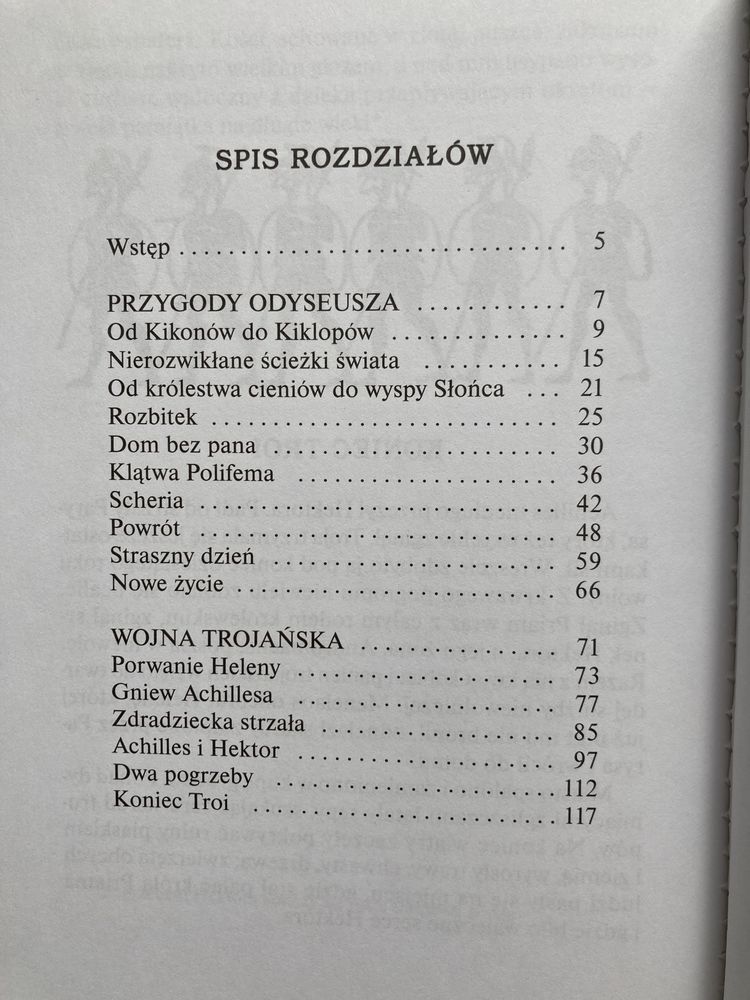 SPIS ROZDZIAŁÓW
Wstęp . . . . . . . . . . . . . . . . . . . . . . . . . . . . . . 5
PRZYGODY ODYSEUSZA . . . . . . . . . . . 7
Od Kikonów do Kiklopów . . . . . . . . . . . . . 9
Nierozwikłane ścieżki świata . . . . . . . . . . 15
Od królestwa cieniów do wyspy Słońca . . . 21
Rozbitek . . . . . . . . . . . . . . . . . . . . . . . . . . 25
Dom bez pana . . . . . . . . . . . . . . . . . . . . . 30
Klątwa Polifema . . . . . . . . . . . . . . . . . . . 36
Scheria . . . . . . . . . . . . . . . . . . . . . . . . . . . 42
Powrót . . . . . . . . . . . . . . . . . . . . . . . . . . . 48
Straszny dzień . . . . . . . . . . . . . . . . . . . . . 59
Nowe życie . . . . . . . . . . . . . . . . . . . . . . . . 66
WOJNA TROJAŃSKA . . . . . . . . . . . . . . . 71
Porwanie Heleny . . . . . . . . . . . . . . . . . . . 73
Gniew Achillesa . . . . . . . . . . . . . . . . . . . . 77
Zdradziecka strzała . . . . . . . . . . . . . . . . . 85
Achilles i Hektor . . . . . . . . . . . . . . . . . . . 97
Dwa pogrzeby . . . . . . . . . . . . . . . . . . . . . 112
Koniec Troi . . . . . . . . . . . . . . . . . . . . . . . 117